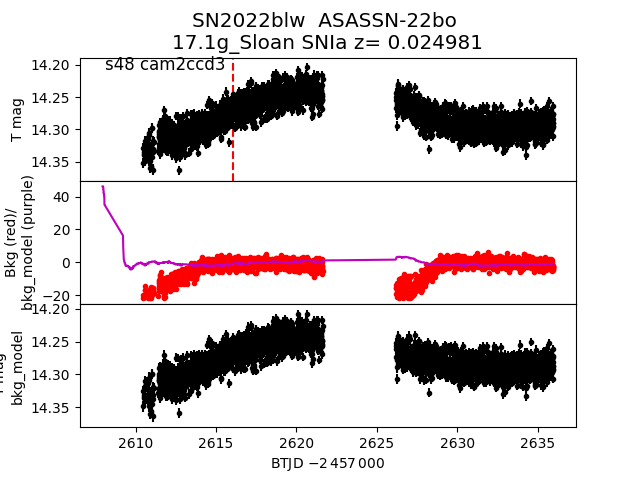 SN2022blw ASASSN-22bo
17.1g_Sloan SNIa z= 0.024981
s48 cam2ccd3
14.20
14.25
14.30
14.35
T mag
40
20
0
−20
Bkg (red)/
bkg_model (purple)
14.20
14.25
14.30
14.35
mag
bkg_model
2610 2615 2620 2625 2630 2635
BTJD −2 457 000